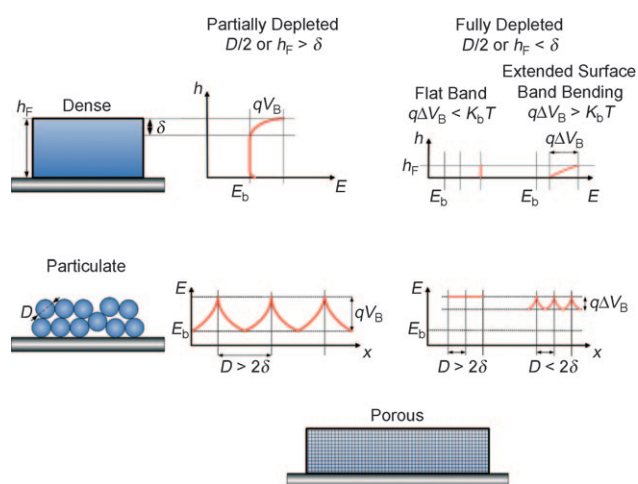 Partially Depleted
D/2 or h_F > δ
Fully Depleted
D/2 or h_F < δ
Flat Band
qΔV_B < K_bT
Extended Surface
Band Bending
qΔV_B > K_bT
h_F
Dense
δ
h
qV_B
E_b
E
h
h_F
qΔV_B
E_b
E_b
E
Particulate
D
E
E_b
qV_B
x
D > 2δ
E
E_b
qΔV_B
x
D > 2δ
D < 2δ
Porous